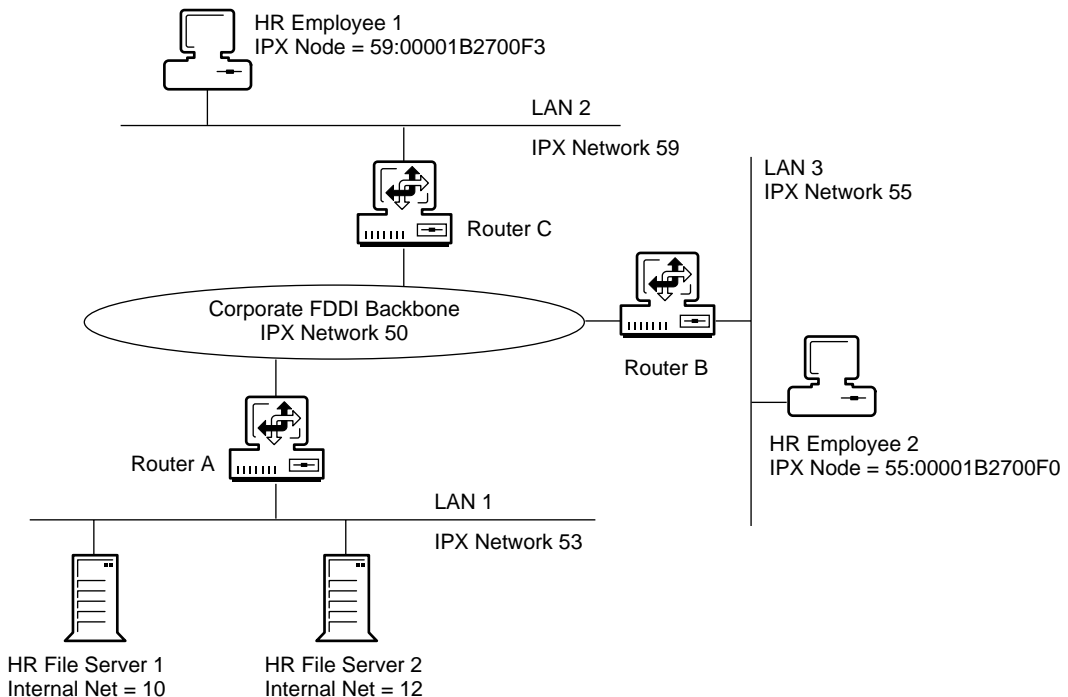 HR Employee 1
IPX Node = 59:00001B2700F3
LAN 2
IPX Network 59
LAN 3
IPX Network 55
Router C
Corporate FDDI Backbone
IPX Network 50
Router B
Router A
HR Employee 2
IPX Node = 55:00001B2700F0
LAN 1
IPX Network 53
HR File Server 1
Internal Net = 10
HR File Server 2
Internal Net = 12